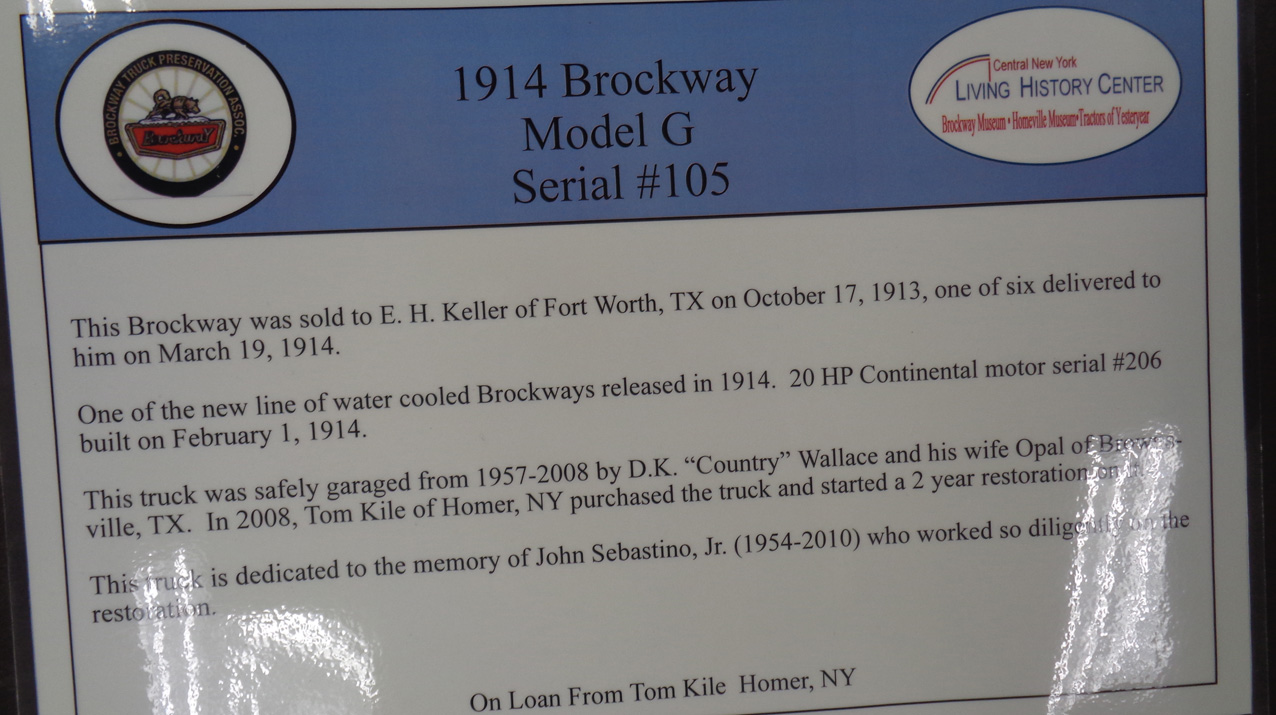 BROCKWAY TRUCK PRESERVATION ASSOC.
Brockway
1914 Brockway
Model G
Serial #105
Central New York
LIVING HISTORY CENTER
Brockway Museum • Homeville Museum•Tractors of Yesteryear
This Brockway was sold to E. H. Keller of Fort Worth, TX on October 17, 1913, one of six delivered to
him on March 19, 1914.
One of the new line of water cooled Brockways released in 1914. 20 HP Continental motor serial #206
built on February 1, 1914.
This truck was safely garaged from 1957-2008 by D.K. “Country” Wallace and his wife Opal of Browns-
ville, TX. In 2008, Tom Kile of Homer, NY purchased the truck and started a 2 year restoration on it.
This truck is dedicated to the memory of John Sebastino, Jr. (1954-2010) who worked so diligently on the
restoration.
On Loan From Tom Kile Homer, NY